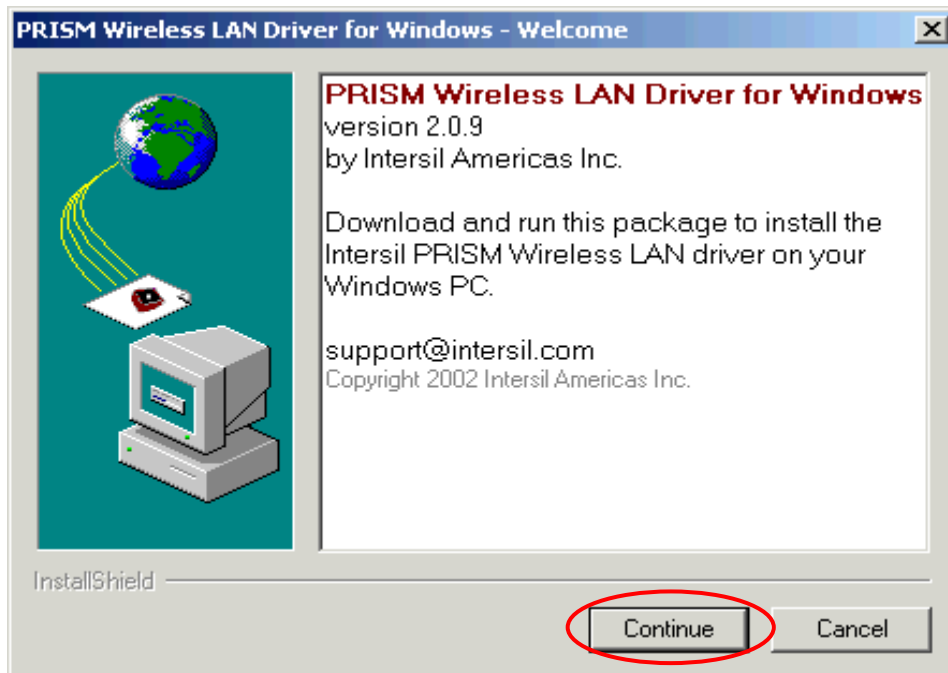 PRISM Wireless LAN Driver for Windows - Welcome
PRISM Wireless LAN Driver for Windows
version 2.0.9
by Intersil Americas Inc.
Download and run this package to install the
Intersil PRISM Wireless LAN driver on your
Windows PC.
support@intersil.com
Copyright 2002 Intersil Americas Inc.
InstallShield
Continue
Cancel